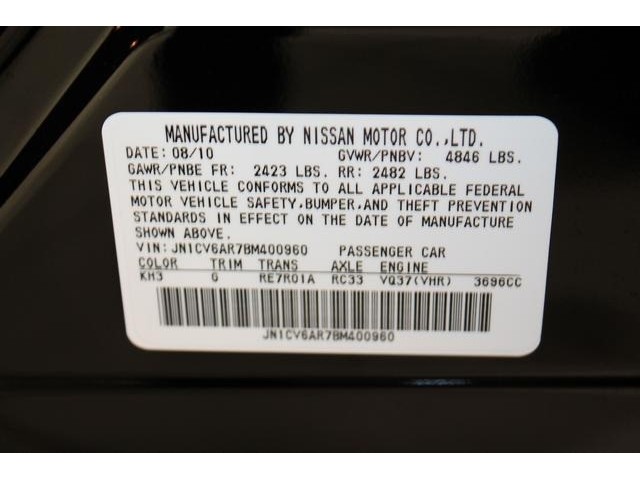 MANUFACTURED BY NISSAN MOTOR CO.,LTD.
DATE: 08/10 GVWR/PNBV: 4846 LBS.
GAWR/PNBE FR: 2423 LBS. RR: 2482 LBS.
THIS VEHICLE CONFORMS TO ALL APPLICABLE FEDERAL
MOTOR VEHICLE SAFETY,BUMPER,AND THEFT PREVENTION
STANDARDS IN EFFECT ON THE DATE OF MANUFACTURE
SHOWN ABOVE.
VIN: JN1CV6AR7BM400960 PASSENGER CAR
COLOR TRIM TRANS AXLE ENGINE
KH3 G RE7R01A RC33 VQ37(VHR) 3696CC
JN1CV6AR7BM400960